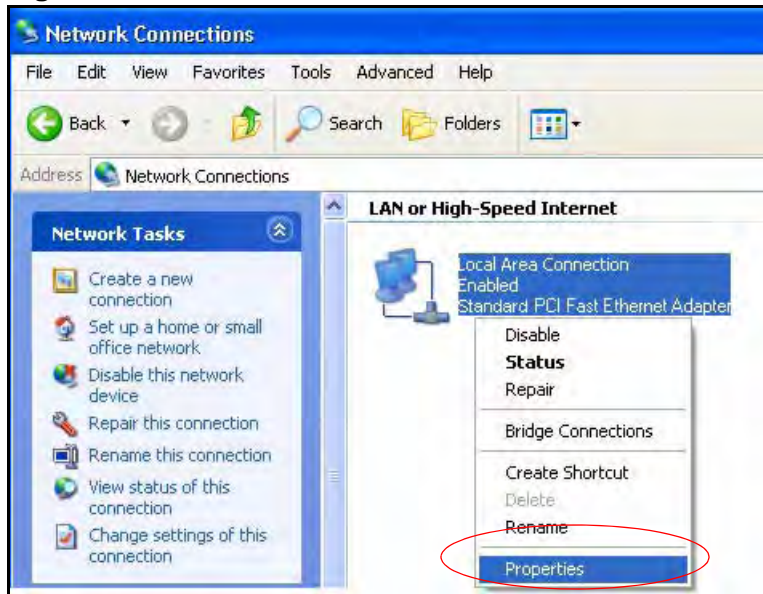 Network Connections
File Edit View Favorites Tools Advanced Help
Back Search Folders
Address Network Connections
Network Tasks
Create a new
connection
Set up a home or small
office network
Disable this network
device
Repair this connection
Rename this connection
View status of this
connection
Change settings of this
connection
LAN or High-Speed Internet
Local Area Connection
Enabled
Standard PCI Fast Ethernet Adapter
Disable
Status
Repair
Bridge Connections
Create Shortcut
Delete
Rename
Properties